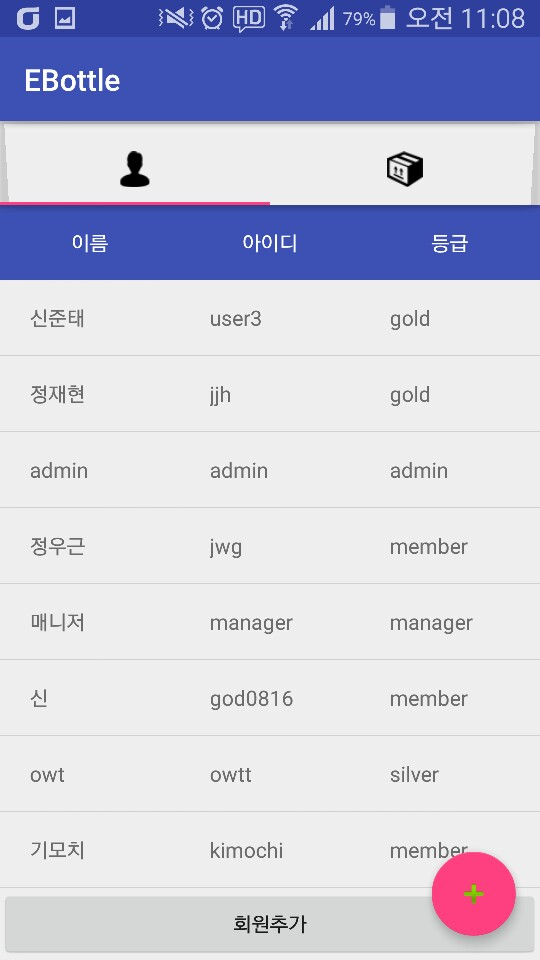 HD 79% 오전 11:08
EBottle
이름 아이디 등급
신준태 user3 gold
정재현 jjh gold
admin admin admin
정우근 jwg member
매니저 manager manager
신 god0816 member
owt owtt silver
기모치 kimochi member
회원추가